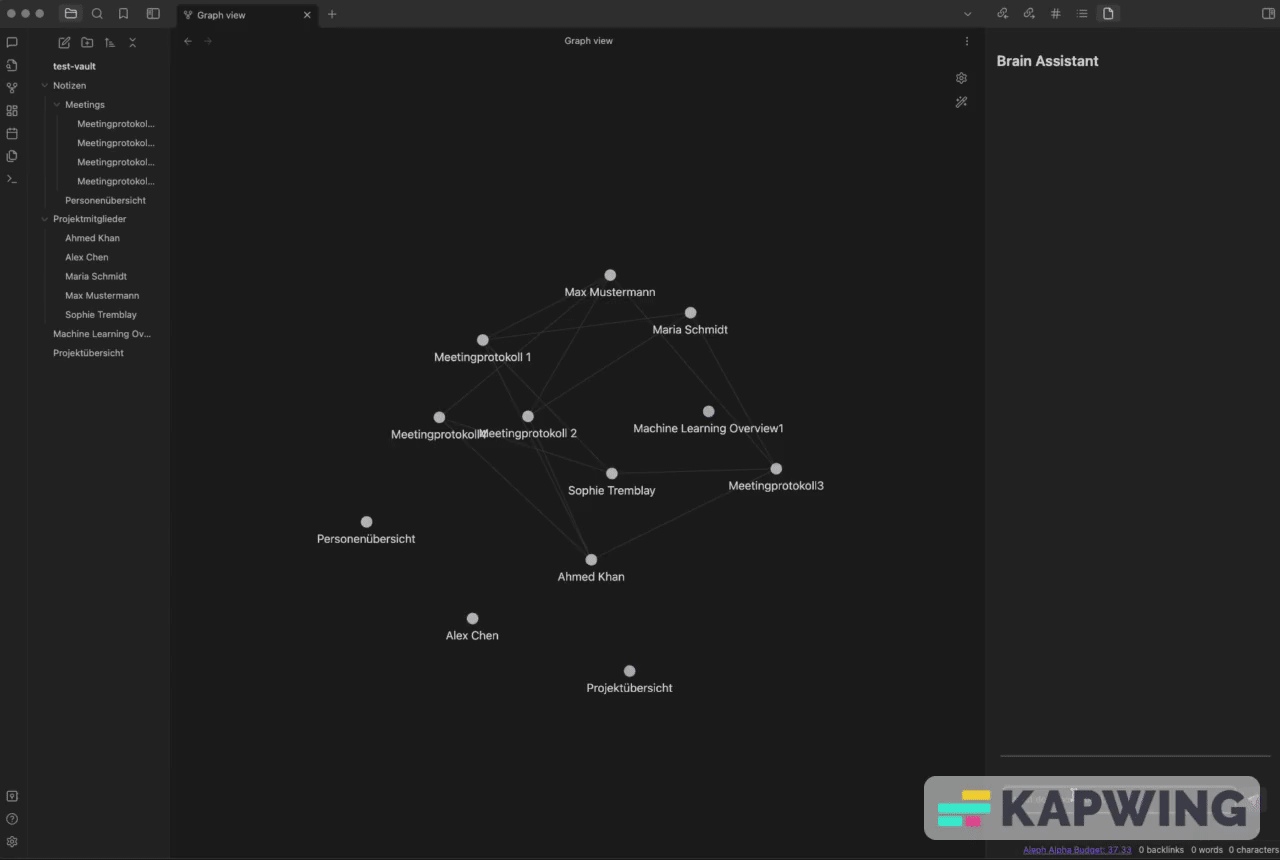 Graph view
Graph view
Brain Assistant
test-vault
Notizen
Meetings
Meetingprotokol...
Meetingprotokol...
Meetingprotokol...
Meetingprotokol...
Personenübersicht
Projektmitglieder
Ahmed Khan
Alex Chen
Maria Schmidt
Max Mustermann
Sophie Tremblay
Machine Learning Ov...
Projektübersicht
Max Mustermann
Maria Schmidt
Meetingprotokoll 1
Machine Learning Overview1
Meetingprotokoll4
Meetingprotokoll 2
Meetingprotokoll3
Sophie Tremblay
Personenübersicht
Ahmed Khan
Alex Chen
Projektübersicht
KAPWING
Aleph Alpha Budget: 37.33 0 backlinks 0 words 0 characters